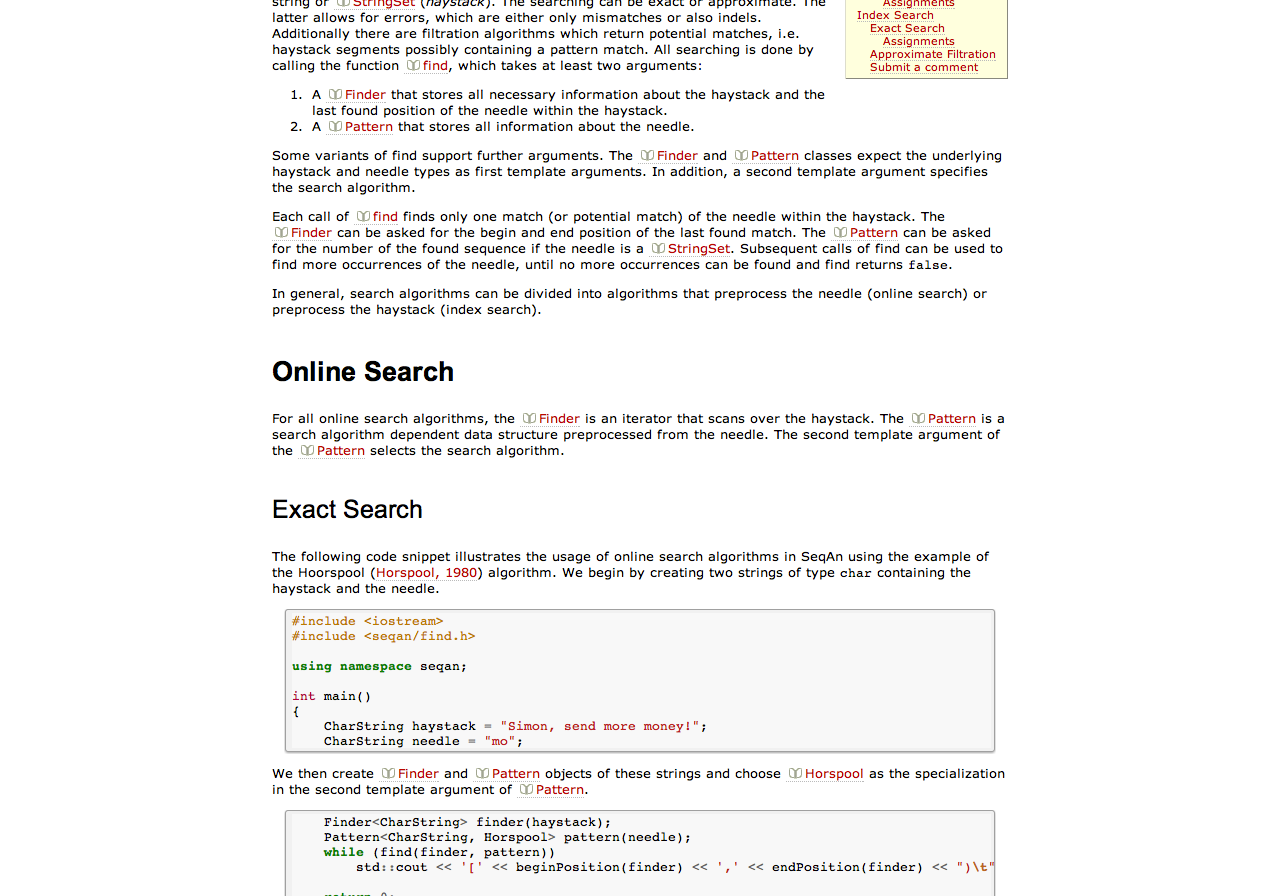 string or StringSet (haystack). The searching can be exact or approximate. The
latter allows for errors, which are either only mismatches or also indels.
Additionally there are filtration algorithms which return potential matches, i.e.
haystack segments possibly containing a pattern match. All searching is done by
calling the function find, which takes at least two arguments:
Assignments
Index Search
Exact Search
Assignments
Approximate Filtration
Submit a comment
1. A Finder that stores all necessary information about the haystack and the
last found position of the needle within the haystack.
2. A Pattern that stores all information about the needle.
Some variants of find support further arguments. The Finder and Pattern classes expect the underlying
haystack and needle types as first template arguments. In addition, a second template argument specifies
the search algorithm.
Each call of find finds only one match (or potential match) of the needle within the haystack. The
Finder can be asked for the begin and end position of the last found match. The Pattern can be asked
for the number of the found sequence if the needle is a StringSet. Subsequent calls of find can be used to
find more occurrences of the needle, until no more occurrences can be found and find returns false.
In general, search algorithms can be divided into algorithms that preprocess the needle (online search) or
preprocess the haystack (index search).
Online Search
For all online search algorithms, the Finder is an iterator that scans over the haystack. The Pattern is a
search algorithm dependent data structure preprocessed from the needle. The second template argument of
the Pattern selects the search algorithm.
Exact Search
The following code snippet illustrates the usage of online search algorithms in SeqAn using the example of
the Hoorspool (Horspool, 1980) algorithm. We begin by creating two strings of type char containing the
haystack and the needle.
#include <iostream>
#include <seqan/find.h>
using namespace seqan;
int main()
{
CharString haystack = "Simon, send more money!";
CharString needle = "mo";
We then create Finder and Pattern objects of these strings and choose Horspool as the specialization
in the second template argument of Pattern.
Finder<CharString> finder(haystack);
Pattern<CharString, Horspool> pattern(needle);
while (find(finder, pattern))
std::cout << '[' << beginPosition(finder) << ',' << endPosition(finder) << ")\t"
return 0;